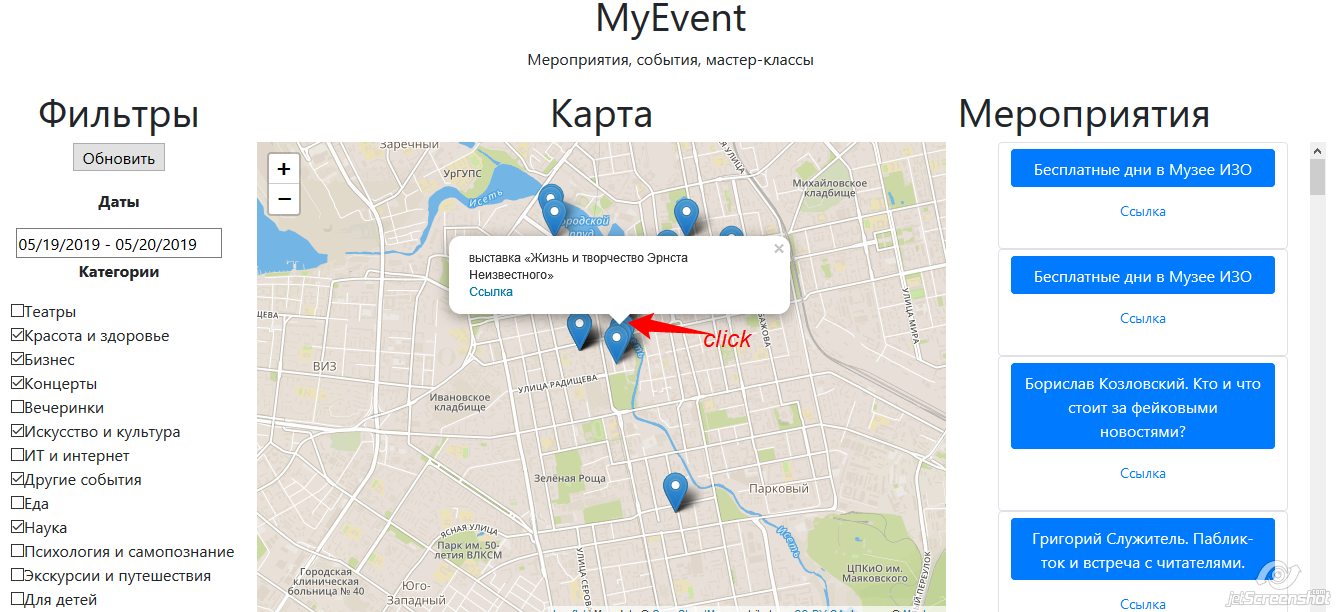 MyEvent
Мероприятия, события, мастер-классы
Фильтры
Обновить
Даты
05/19/2019 - 05/20/2019
Категории
Театры
Красота и здоровье
Бизнес
Концерты
Вечеринки
Искусство и культура
ИТ и интернет
Другие события
Еда
Наука
Психология и самопознание
Экскурсии и путешествия
Для детей
Карта
+
−
Заречный
УрГУПС
Исеть
УЛИЦА
Михайловское
кладбище
ородской
пруд
выставка «Жизнь и творчество Эрнста
Неизвестного»
Ссылка
×
click
УЛИЦА МИРА
ВИЗ
УЛИЦА РАДИЩЕВА
Ивановское
кладбище
Зелёная Роща
Парковый
Исеть
ЯСНАЯ УЛИЦА
Парк им. 50-
летия ВЛКСМ
Городская
клиническая
больница № 40
Юго-
Западный
ЦПКиО им.
Маяковского
Мероприятия
Бесплатные дни в Музее ИЗО
Ссылка
Бесплатные дни в Музее ИЗО
Ссылка
Борислав Козловский. Кто и что
стоит за фейковыми
новостями?
Ссылка
Григорий Служитель. Паблик-
ток и встреча с читателями.
Ссылка
jetScreenshot